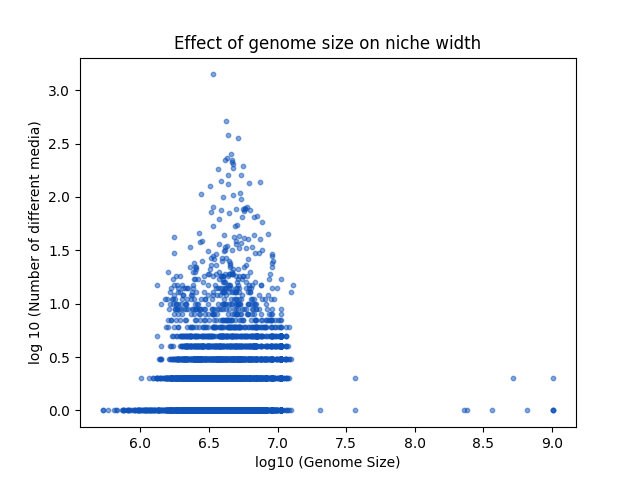 Effect of genome size on niche width
log 10 (Number of different media)
3.0
2.5
2.0
1.5
1.0
0.5
0.0
6.0 6.5 7.0 7.5 8.0 8.5 9.0
log10 (Genome Size)